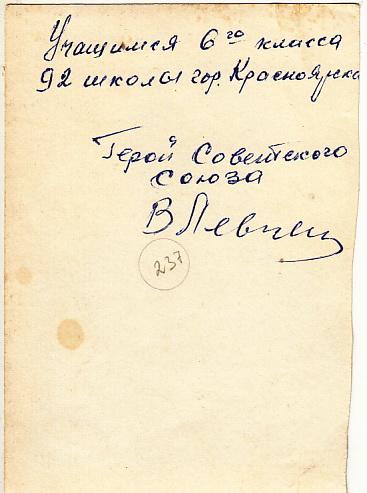 Учащимся 6го класса
92 школы гор. Красноярска
Герой Советского
Союза
В
237